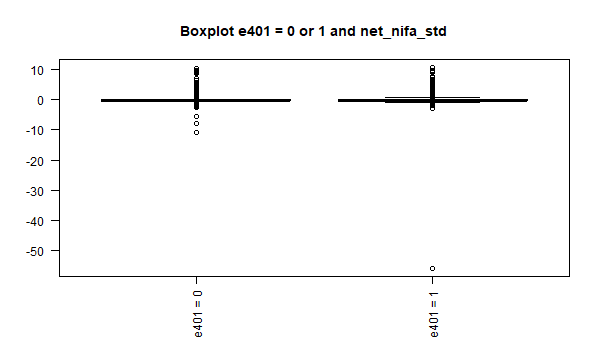 Boxplot e401 = 0 or 1 and net_nifa_std
10
0
-10
-20
-30
-40
-50
e401 = 0
e401 = 1